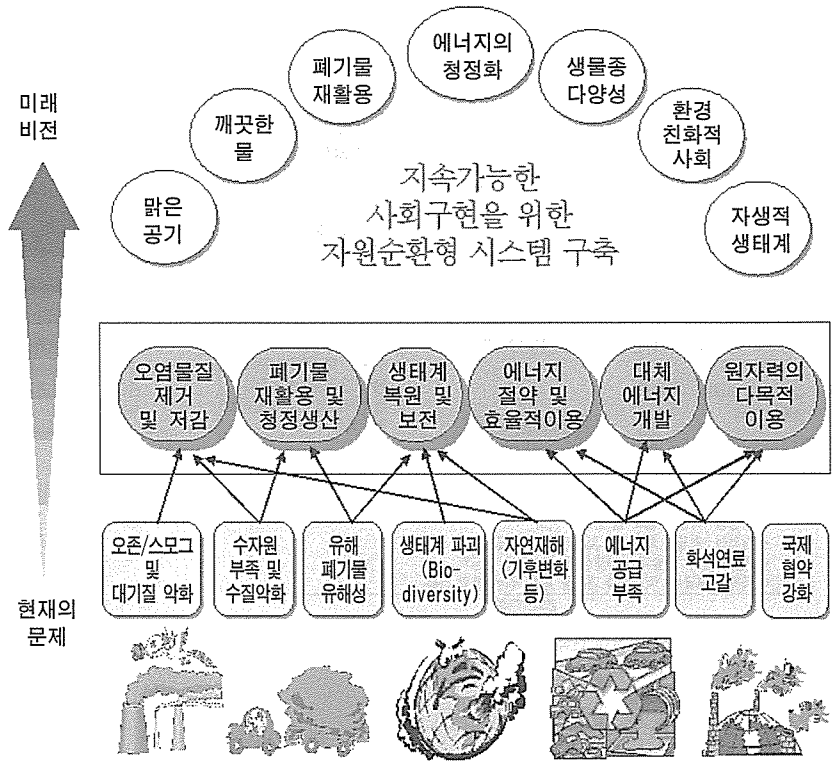 에너지의
청정화
폐기물
재활용
생물종
다양성
미래
비전
깨끗한
물
환경
친화적
사회
맑은
공기
지속가능한
사회구현을 위한
자원순환형 시스템 구축
자생적
생태계
오염물질
제거
및 저감
폐기물
재활용 및
청정생산
생태계
복원 및
보전
에너지
절약 및
효율적이용
대체
에너지
개발
원자력의
다목적
이용
오존/스모그
및
대기질 악화
수자원
부족 및
수질악화
유해
폐기물
유해성
생태계 파괴
(Bio-
diversity)
자연재해
(기후변화
등)
에너지
공급
부족
화석연료
고갈
국제
협약
강화
현재의
문제